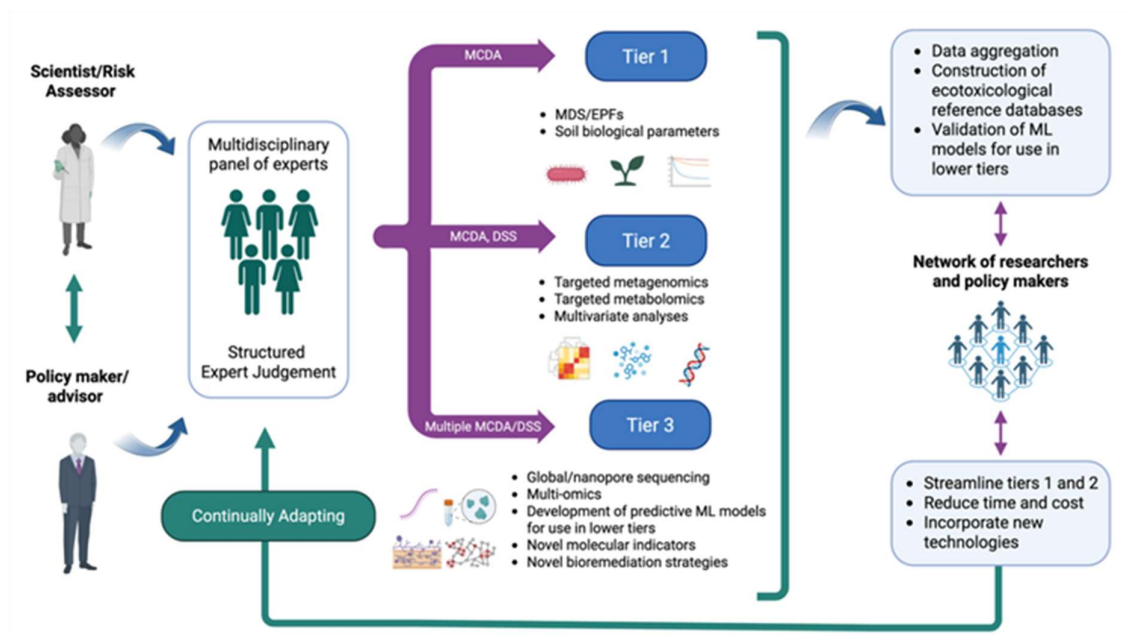 Scientist/Risk
Assessor
Policy maker/
advisor
Multidisciplinary
panel of experts
Structured
Expert Judgement
Continually Adapting
MCDA
Tier 1
• MDS/EPFs
• Soil biological parameters
MCDA, DSS
Tier 2
• Targeted metagenomics
• Targeted metabolomics
• Multivariate analyses
Multiple MCDA/DSS
Tier 3
• Global/nanopore sequencing
• Multi-omics
• Development of predictive ML models
for use in lower tiers
• Novel molecular indicators
• Novel bioremediation strategies
• Data aggregation
• Construction of
ecotoxicological
reference databases
• Validation of ML
models for use in
lower tiers
Network of researchers
and policy makers
• Streamline tiers 1 and 2
• Reduce time and cost
• Incorporate new
technologies